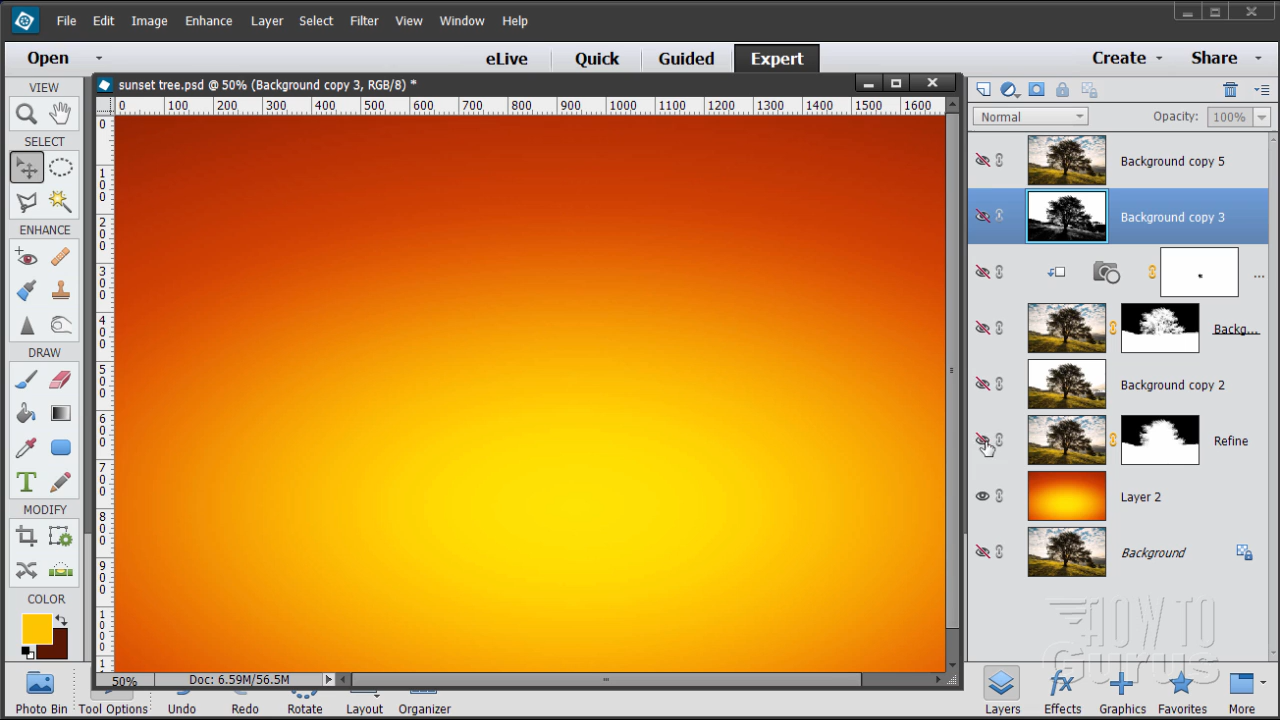 File Edit Image Enhance Layer Select Filter View Window Help
Open eLive Quick Guided Expert Create Share
VIEW
sunset tree.psd @ 50% (Background copy 3, RGB/8) *
0 100 200 300 400 500 600 700 800 900 1000 1100 1200 1300 1400 1500 1600
0
100
200
300
400
500
600
700
800
900
1000
1
SELECT
ENHANCE
DRAW
MODIFY
COLOR
Normal Opacity: 100%
Background copy 5
Background copy 3
...
Backg...
Background copy 2
Refine
Layer 2
Background
HOW TO
Gurus
50% Doc: 6.59M/56.5M
Photo Bin Tool Options Undo Redo Rotate Layout Organizer Layers Effects Graphics Favorites More